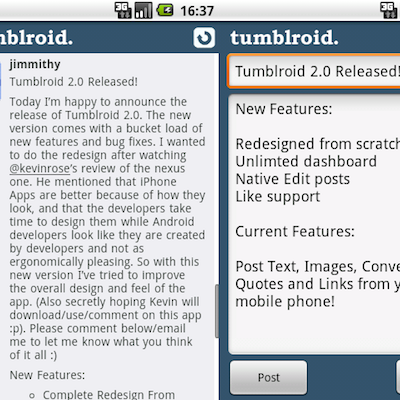 3G 16:37
mblroid.
jimmithy
Tumblroid 2.0 Released!
Today I'm happy to announce the
release of Tumblroid 2.0. The new
version comes with a bucket load of
new features and bug fixes. I wanted
to do the redesign after watching
@kevinrose's review of the nexus
one. He mentioned that iPhone
Apps are better because of how they
look, and that the developers take
time to design them while Android
developers look like they are created
by developers and not as
ergonomically pleasing. So with this
new version I've tried to improve
the overall design and feel of the
app. (Also secretly hoping Kevin will
download/use/comment on this app
:p). Please comment below/email
me to let me know what you think
of it all :)
New Features:
Complete Redesign From
3G
tumblroid.
Tumblroid 2.0 Released!
New Features:
Redesigned from scratch
Unlimted dashboard
Native Edit posts
Like support
Current Features:
Post Text, Images, Conve
Quotes and Links from y
mobile phone!
Post